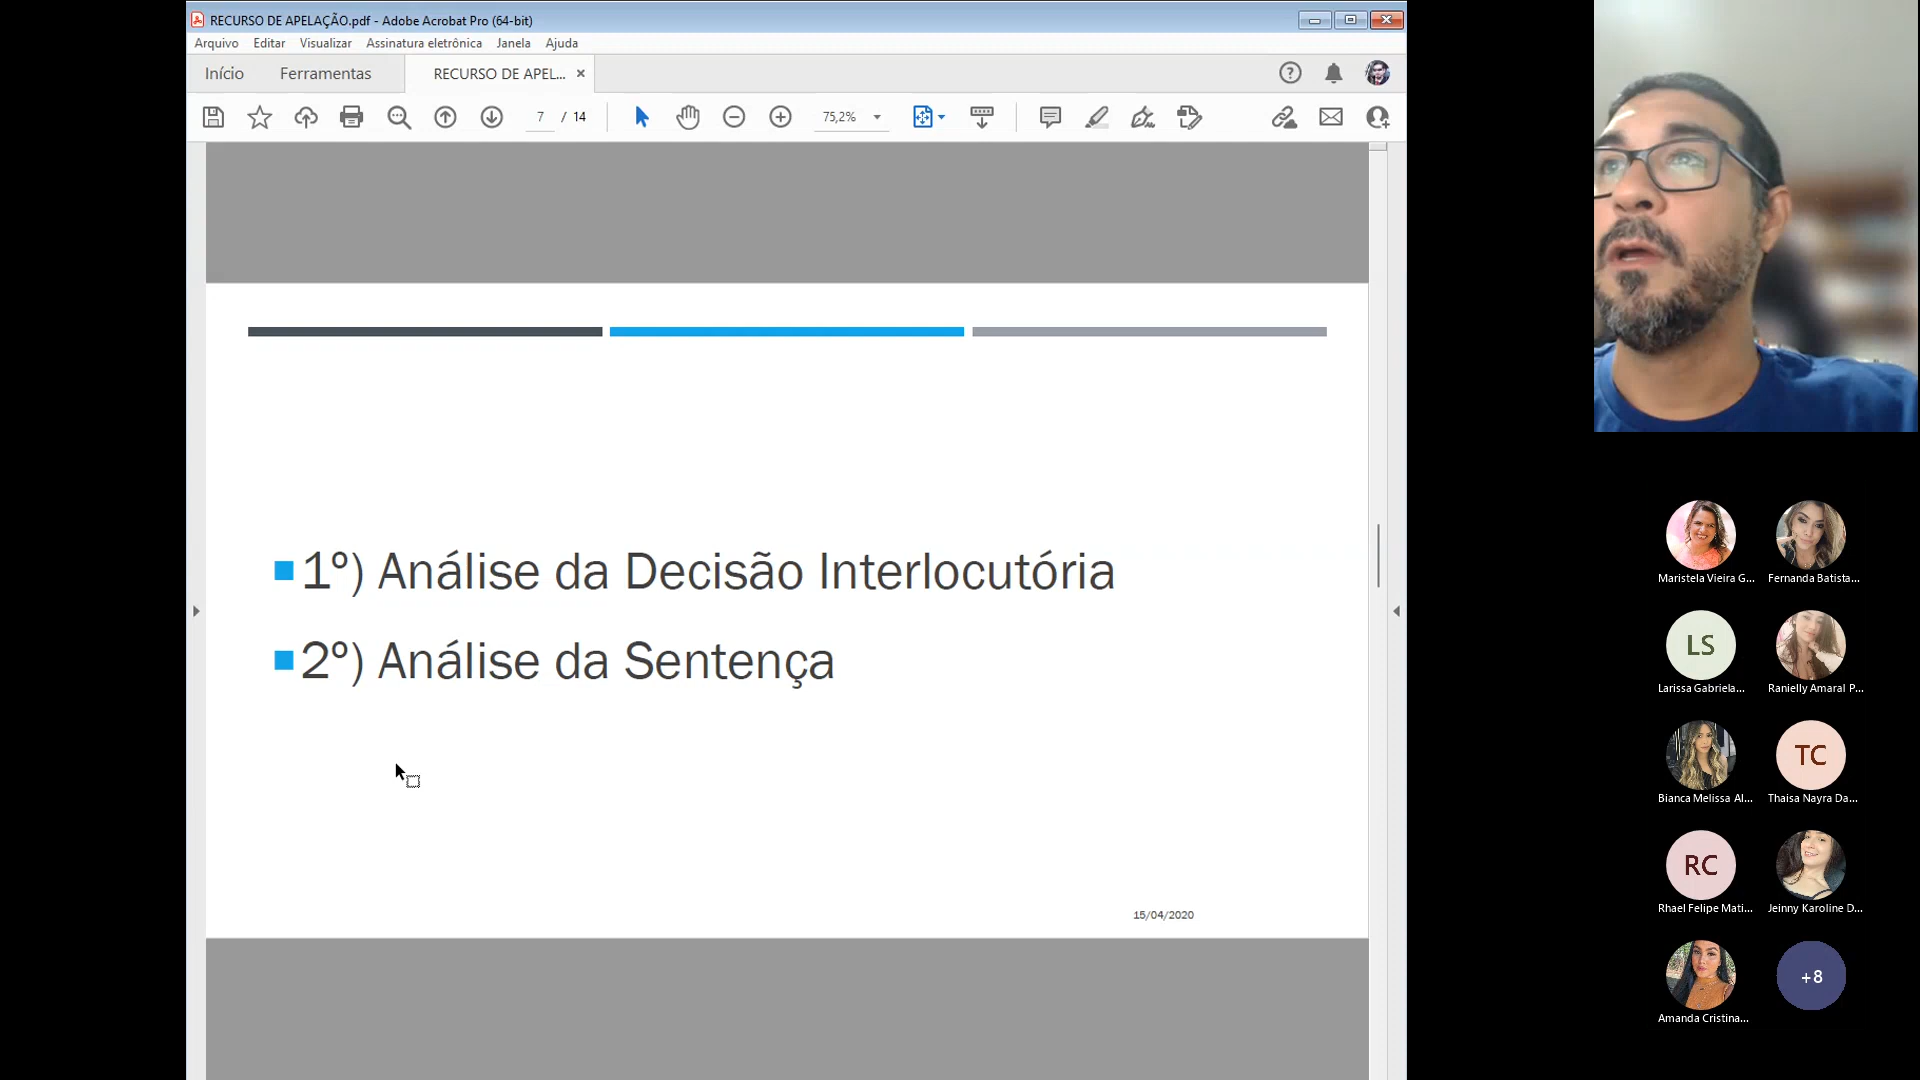 RECURSO DE APELAÇÃO.pdf - Adobe Acrobat Pro (64-bit)
Arquivo Editar Visualizar Assinatura eletrônica Janela Ajuda
Início Ferramentas RECURSO DE APEL... ×
7 / 14 75,2%
1º) Análise da Decisão Interlocutória
2º) Análise da Sentença
15/04/2020
Maristela Vieira G... Fernanda Batista...
LS
Larissa Gabriela... Ranielly Amaral P...
TC
Bianca Melissa Al... Thaisa Nayra Da...
RC
Rhael Felipe Mati... Jeinny Karoline D...
+8
Amanda Cristina...